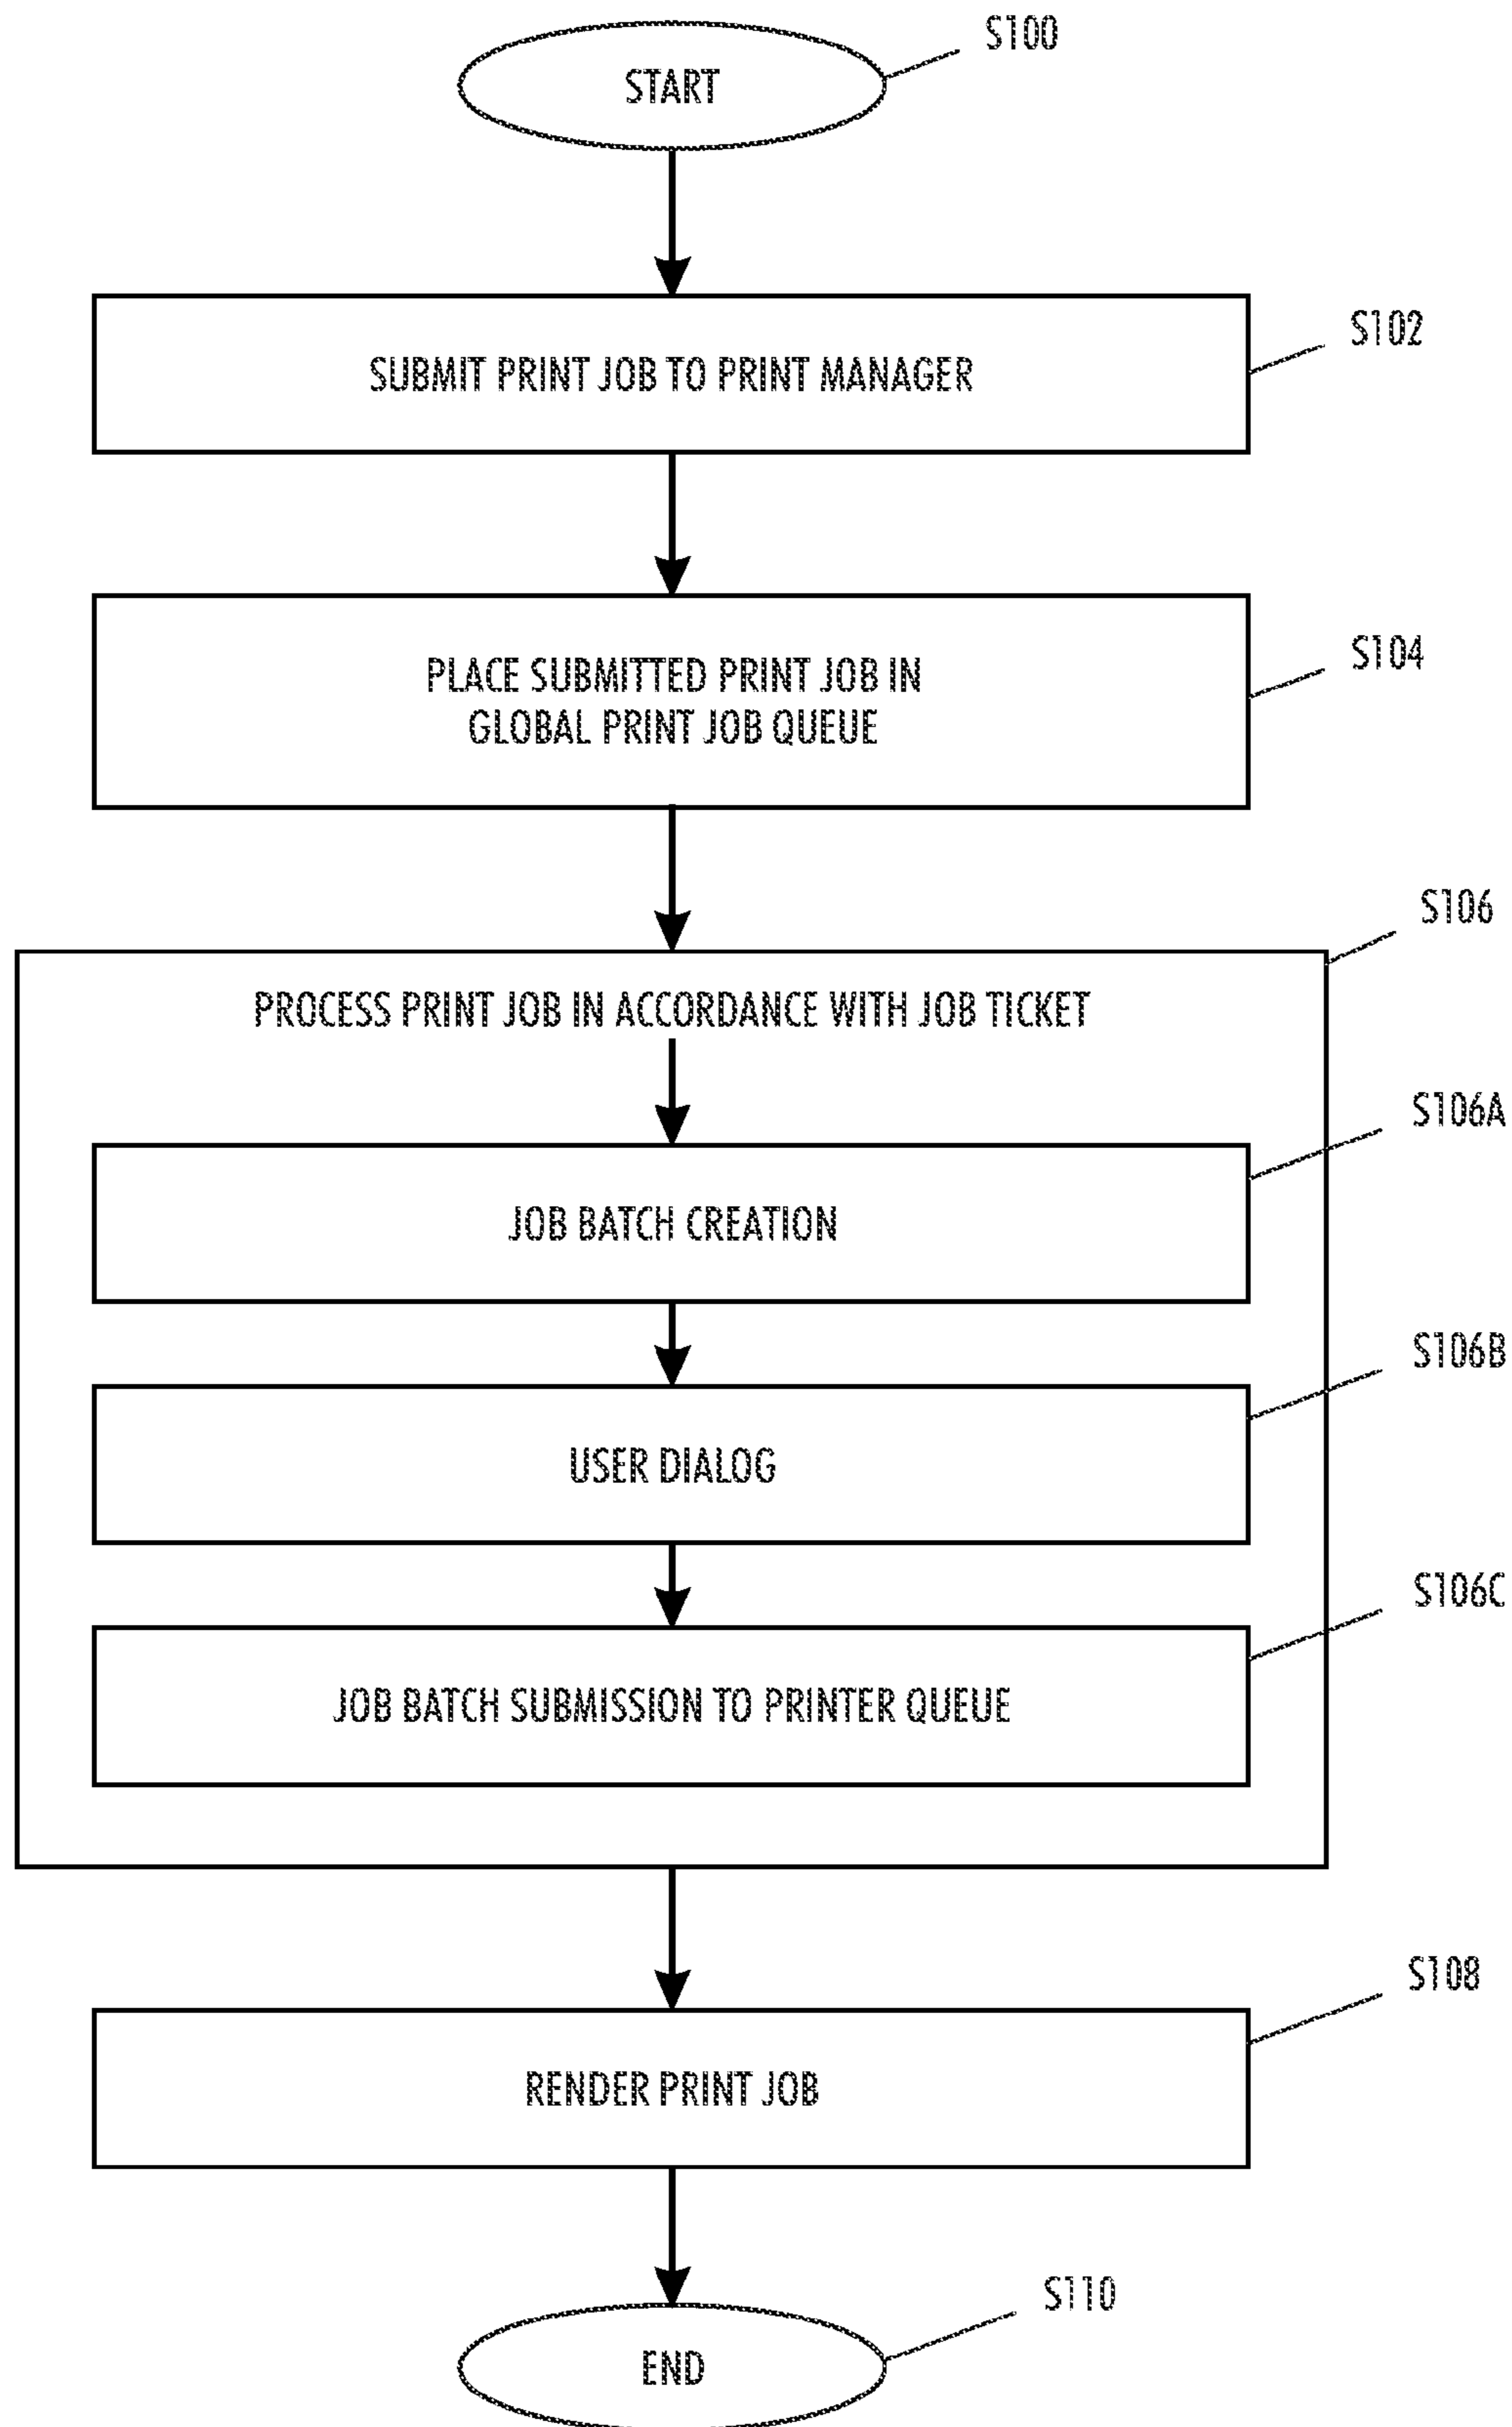 S100
START
S102
SUBMIT PRINT JOB TO PRINT MANAGER
S104
PLACE SUBMITTED PRINT JOB IN
GLOBAL PRINT JOB QUEUE
S106
PROCESS PRINT JOB IN ACCORDANCE WITH JOB TICKET
S106A
JOB BATCH CREATION
S106B
USER DIALOG
S106C
JOB BATCH SUBMISSION TO PRINTER QUEUE
S108
RENDER PRINT JOB
S110
END